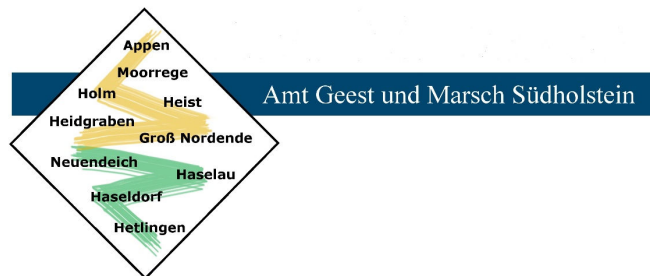 Appen
Moorrege
Holm
Heist
Heidgraben
Groß Nordende
Neuendeich
Haselau
Haseldorf
Hetlingen
Amt Geest und Marsch Südholstein